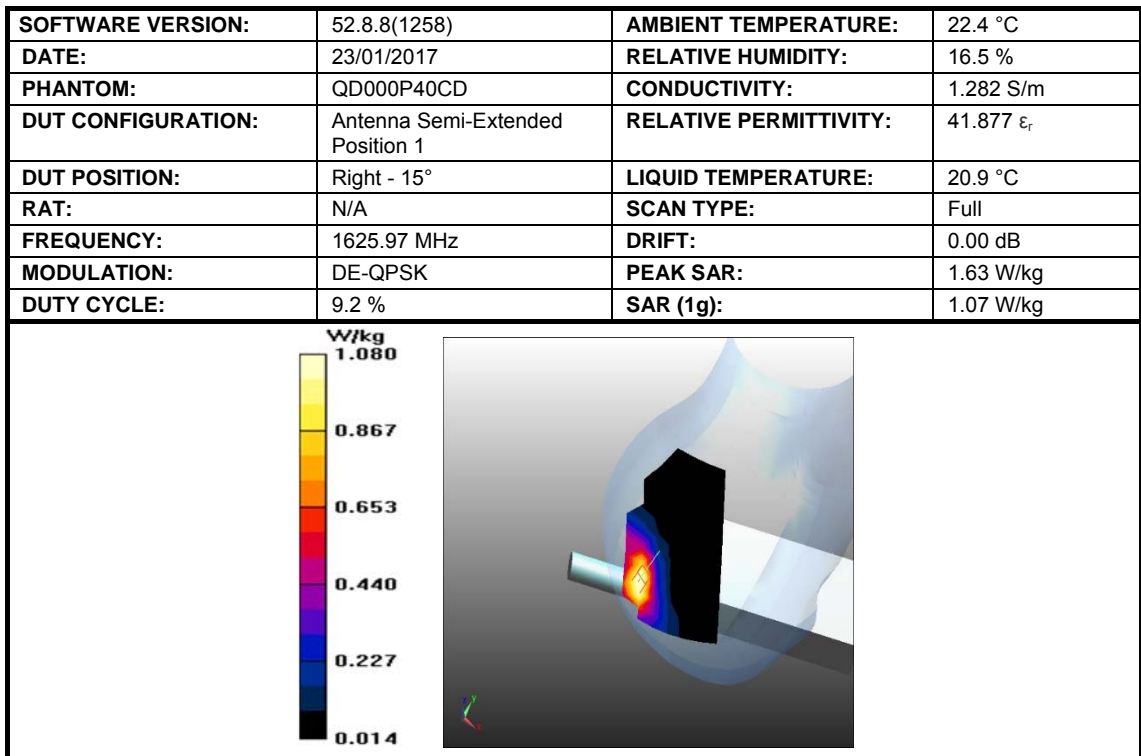 SOFTWARE VERSION: 52.8.8(1258) AMBIENT TEMPERATURE: 22.4 °C
DATE: 23/01/2017 RELATIVE HUMIDITY: 16.5 %
PHANTOM: QD000P40CD CONDUCTIVITY: 1.282 S/m
DUT CONFIGURATION: Antenna Semi-Extended RELATIVE PERMITTIVITY: 41.877 εr
Position 1
DUT POSITION: Right - 15° LIQUID TEMPERATURE: 20.9 °C
RAT: N/A SCAN TYPE: Full
FREQUENCY: 1625.97 MHz DRIFT: 0.00 dB
MODULATION: DE-QPSK PEAK SAR: 1.63 W/kg
DUTY CYCLE: 9.2 % SAR (1g): 1.07 W/kg
W/kg
1.080
0.867
0.653
0.440
0.227
0.014